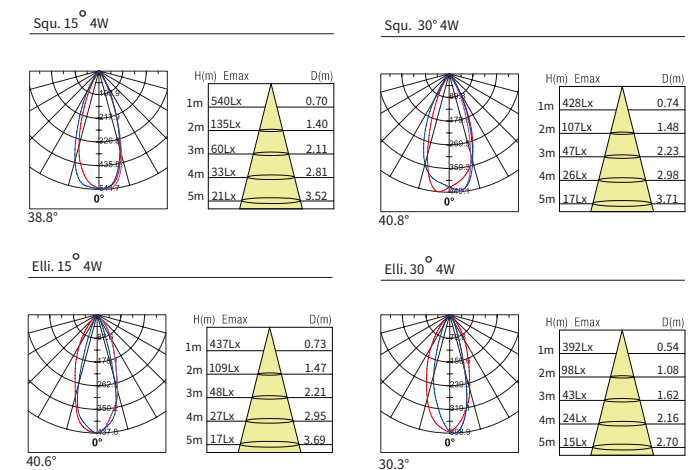 Squ. 15° 4W
Squ. 30° 4W
H(m) Emax D(m)
1m 540Lx 0.70
2m 135Lx 1.40
3m 60Lx 2.11
4m 33Lx 2.81
5m 21Lx 3.52
0°
38.8°
H(m) Emax D(m)
1m 428Lx 0.74
2m 107Lx 1.48
3m 47Lx 2.23
4m 26Lx 2.98
5m 17Lx 3.71
0°
40.8°
Elli. 15° 4W
Elli. 30° 4W
H(m) Emax D(m)
1m 437Lx 0.73
2m 109Lx 1.47
3m 48Lx 2.21
4m 27Lx 2.95
5m 17Lx 3.69
0°
40.6°
H(m) Emax D(m)
1m 392Lx 0.54
2m 98Lx 1.08
3m 43Lx 1.62
4m 24Lx 2.16
5m 15Lx 2.70
0°
30.3°